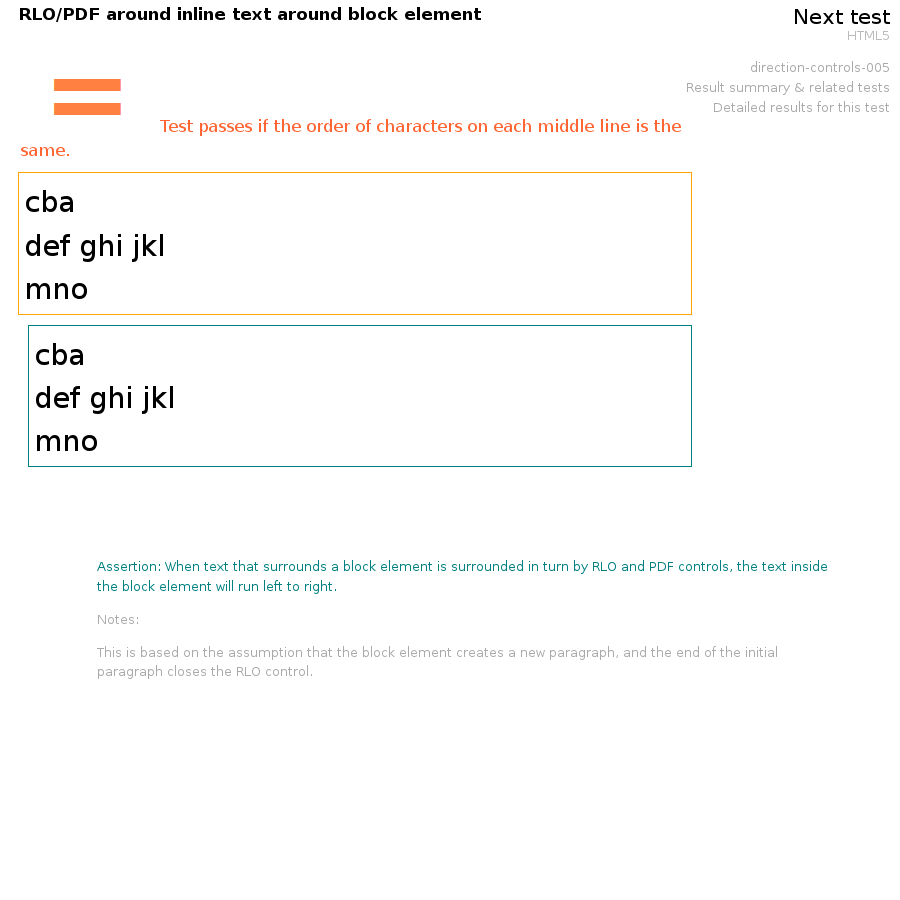 RLO/PDF around inline text around block element
Next test
HTML5
direction-controls-005
Result summary & related tests
Detailed results for this test
Test passes if the order of characters on each middle line is the
same.
cba
def ghi jkl
mno
cba
def ghi jkl
mno
Assertion: When text that surrounds a block element is surrounded in turn by RLO and PDF controls, the text inside
the block element will run left to right.
Notes:
This is based on the assumption that the block element creates a new paragraph, and the end of the initial
paragraph closes the RLO control.